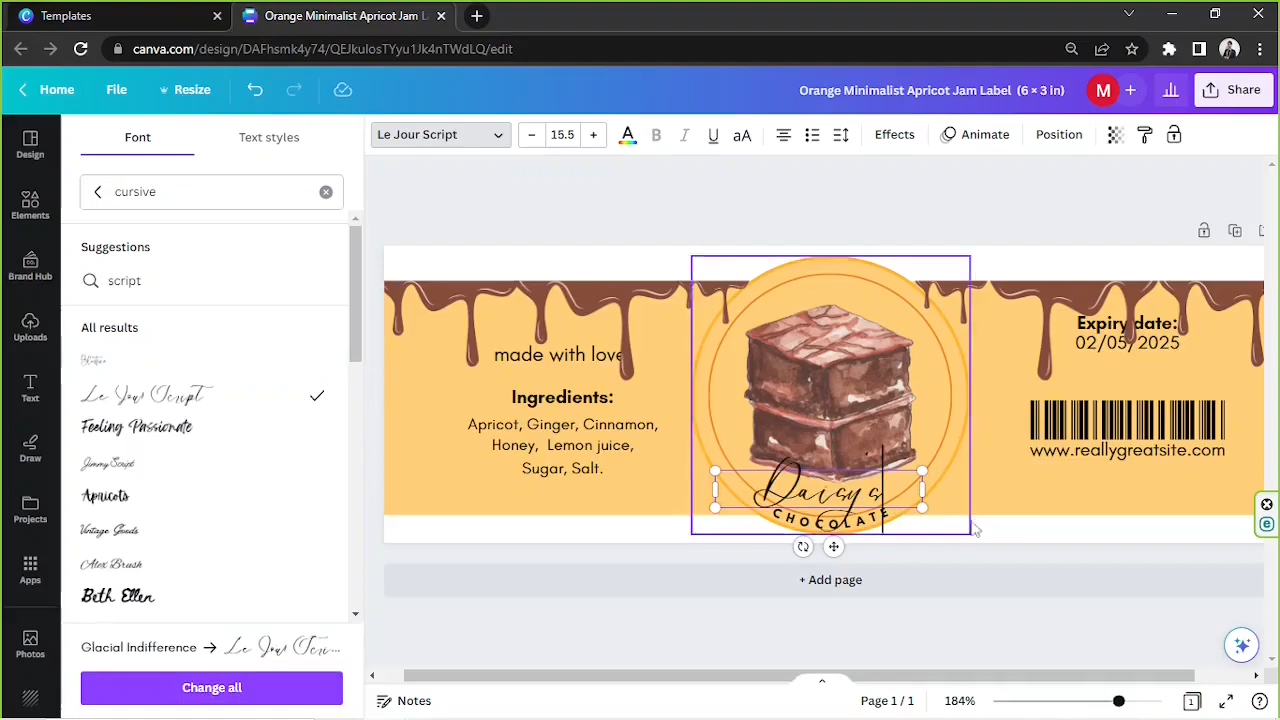 Templates
Orange Minimalist Apricot Jam Label
canva.com/design/DAFhsmk4y74/QEJkulosTYyu1Jk4nTWdLQ/edit
Home File Resize Orange Minimalist Apricot Jam Label (6 × 3 in) M + Share
Font Text styles
Le Jour Script 15.5 A B I U aA Effects Animate Position
cursive
Suggestions
script
All results
Le Jour Script
Feeling Passionate
Jimmy Script
Apricots
Vintage Goods
Alex Brush
Beth Ellen
Glacial Indifference → Le Jour Scri...
Change all
Design
Elements
Brand Hub
Uploads
Text
Draw
Projects
Apps
Photos
made with love
Ingredients:
Apricot, Ginger, Cinnamon,
Honey, Lemon juice,
Sugar, Salt.
Daisy's
CHOCOLATE
Expiry date:
02/05/2025
www.reallygreatsite.com
+ Add page
Notes Page 1 / 1 184% 1